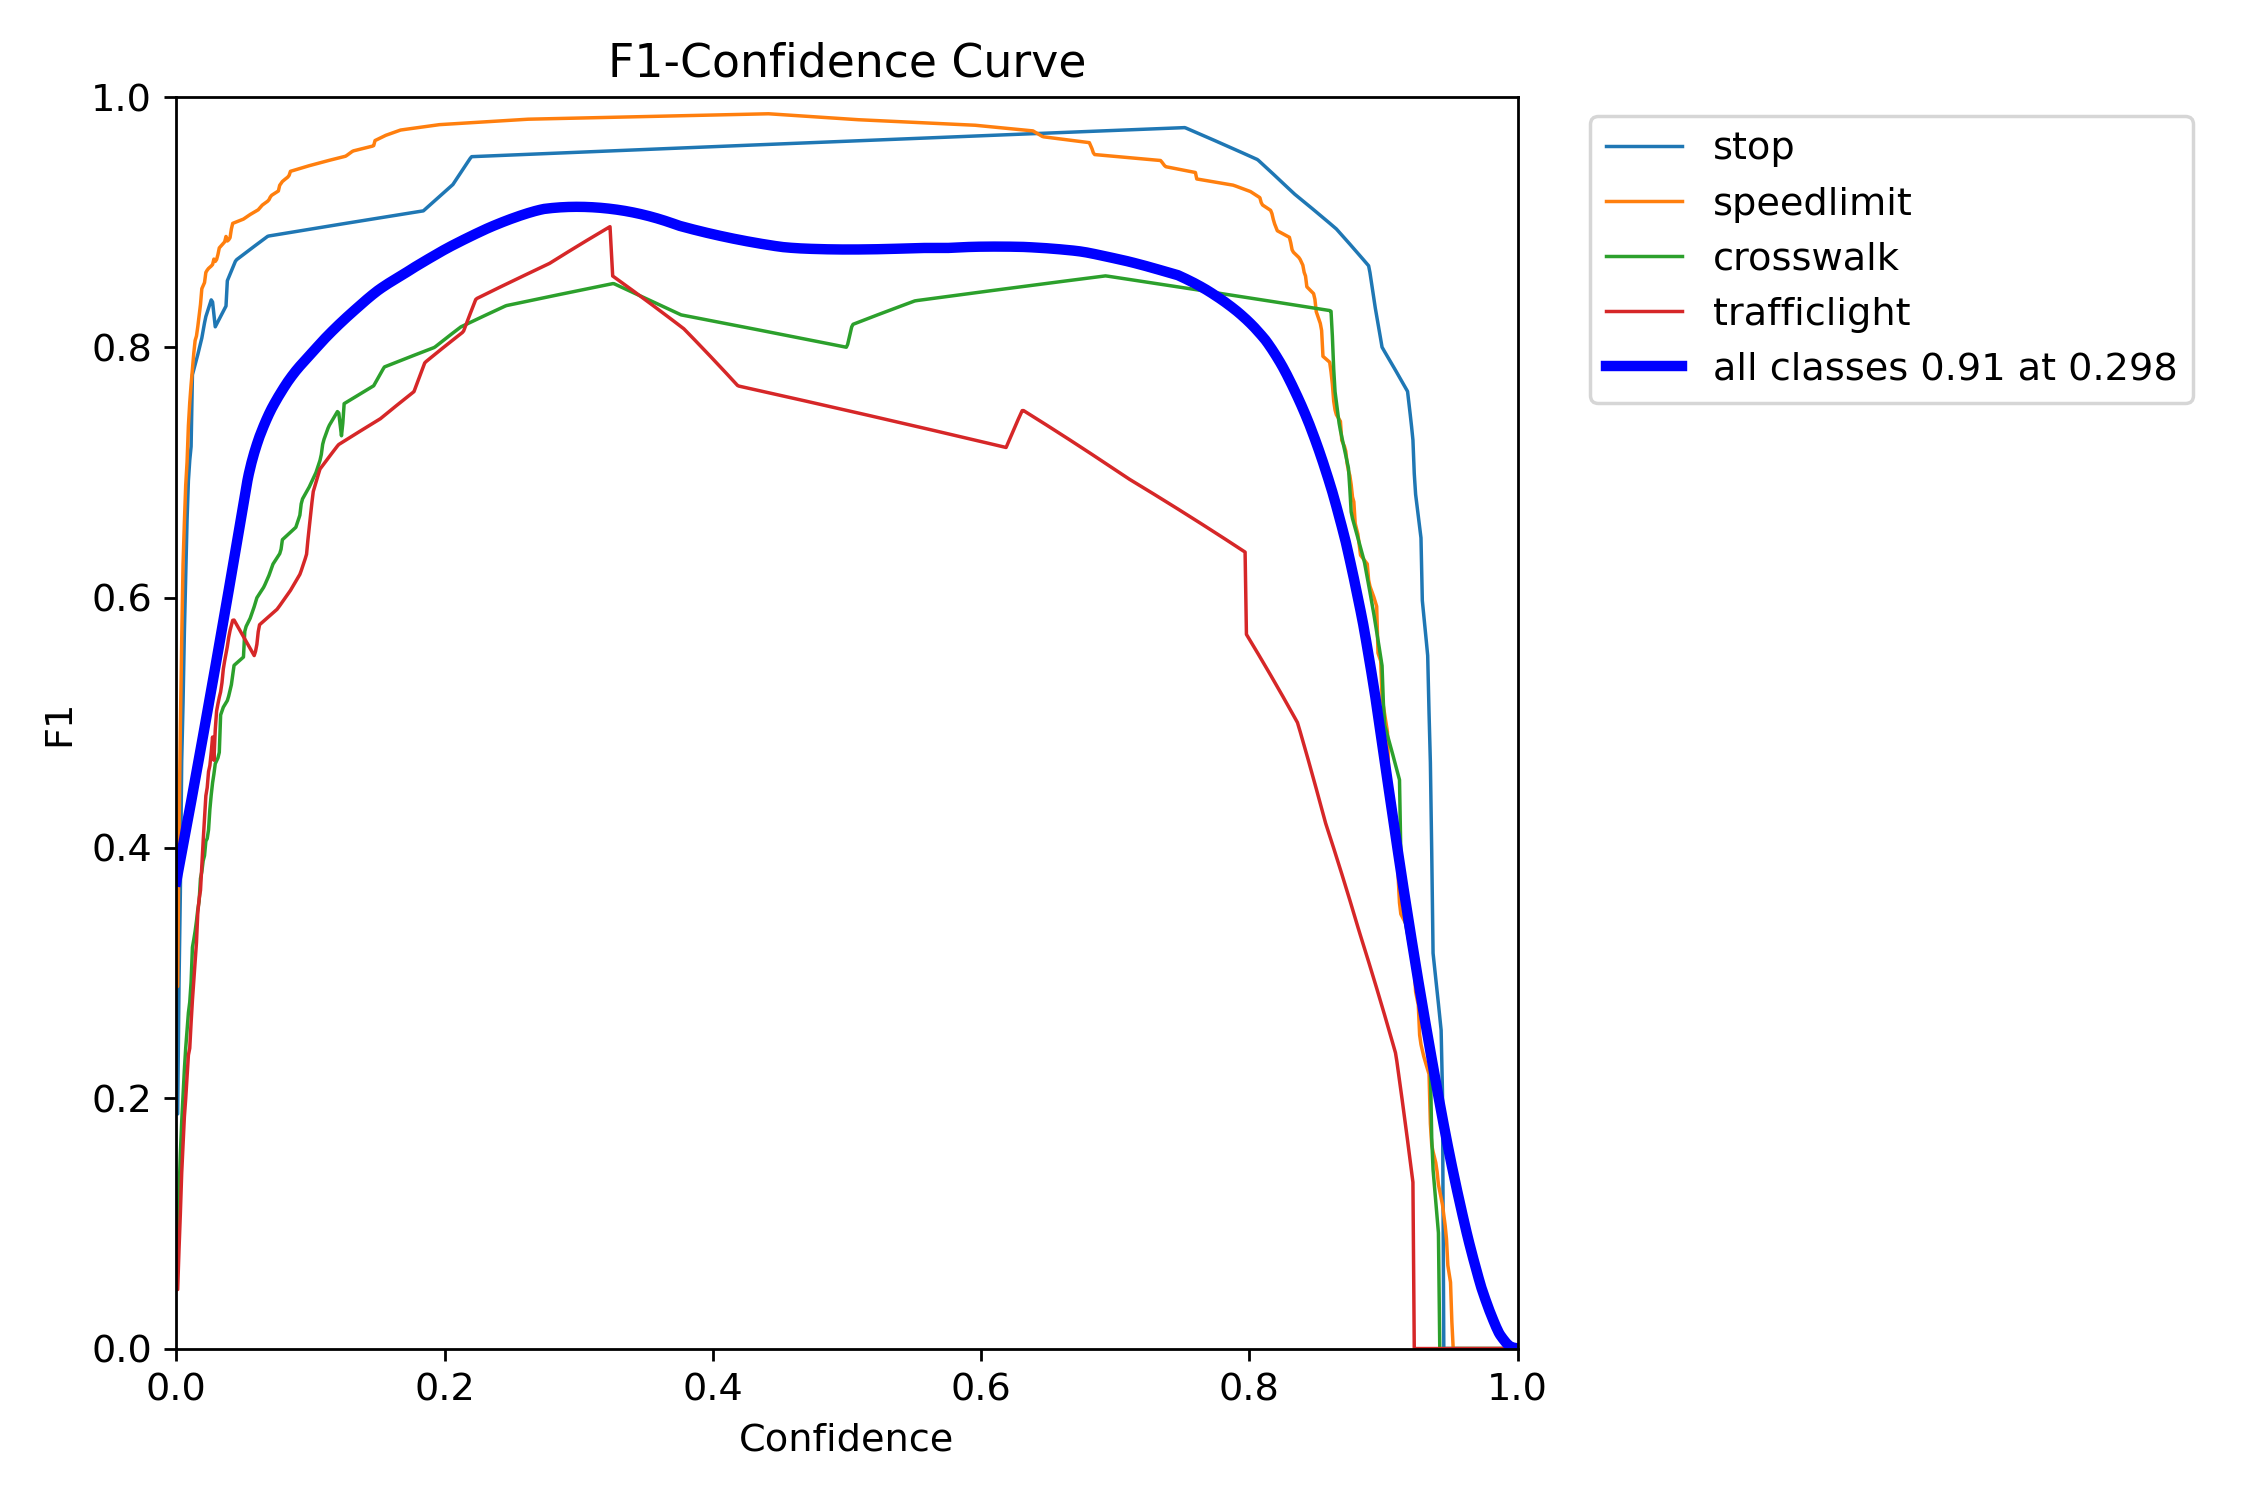 F1-Confidence Curve
1.0
0.8
0.6
0.4
0.2
0.0
F1
0.0 0.2 0.4 0.6 0.8 1.0
Confidence
stop
speedlimit
crosswalk
trafficlight
all classes 0.91 at 0.298